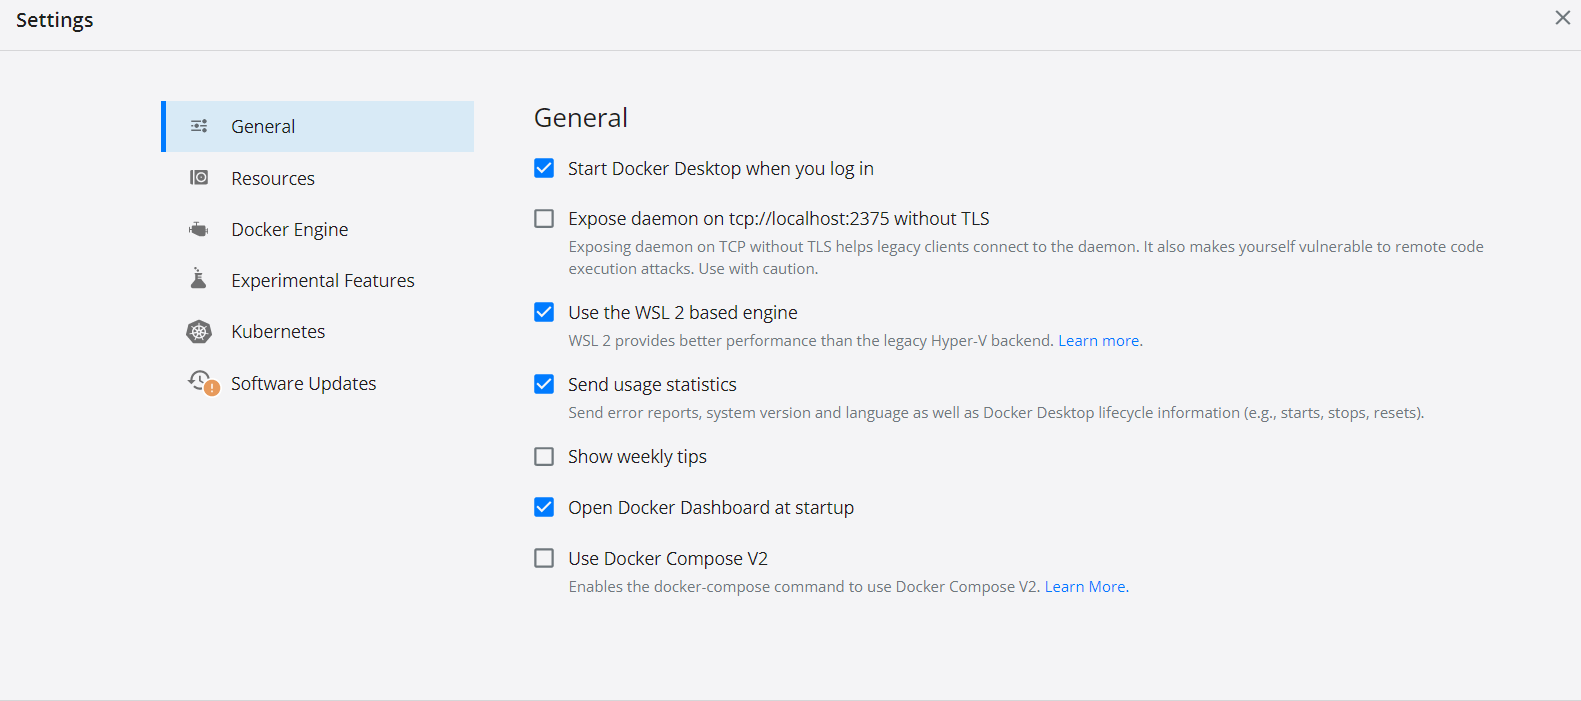 Settings
General
Resources
Docker Engine
Experimental Features
Kubernetes
Software Updates
General
Start Docker Desktop when you log in
Expose daemon on tcp://localhost:2375 without TLS
Exposing daemon on TCP without TLS helps legacy clients connect to the daemon. It also makes yourself vulnerable to remote code
execution attacks. Use with caution.
Use the WSL 2 based engine
WSL 2 provides better performance than the legacy Hyper-V backend. Learn more.
Send usage statistics
Send error reports, system version and language as well as Docker Desktop lifecycle information (e.g., starts, stops, resets).
Show weekly tips
Open Docker Dashboard at startup
Use Docker Compose V2
Enables the docker-compose command to use Docker Compose V2. Learn More.